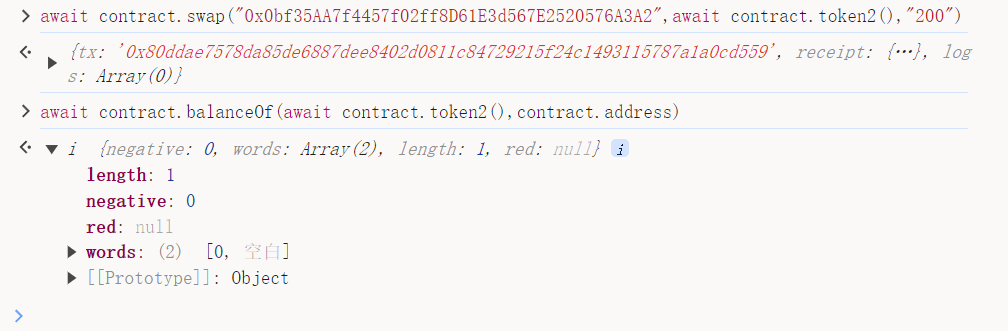 await contract.swap("0x0bf35AA7f4457f02ff8D61E3d567E2520576A3A2",await contract.token2(),"200")
{tx: '0x80ddae7578da85de6887dee8402d0811c84729215f24c1493115787a1a0cd559', receipt: {…}, log
s: Array(0)}
await contract.balanceOf(await contract.token2(),contract.address)
i {negative: 0, words: Array(2), length: 1, red: null} i
length: 1
negative: 0
red: null
words: (2) [0, 空白]
[[Prototype]]: Object